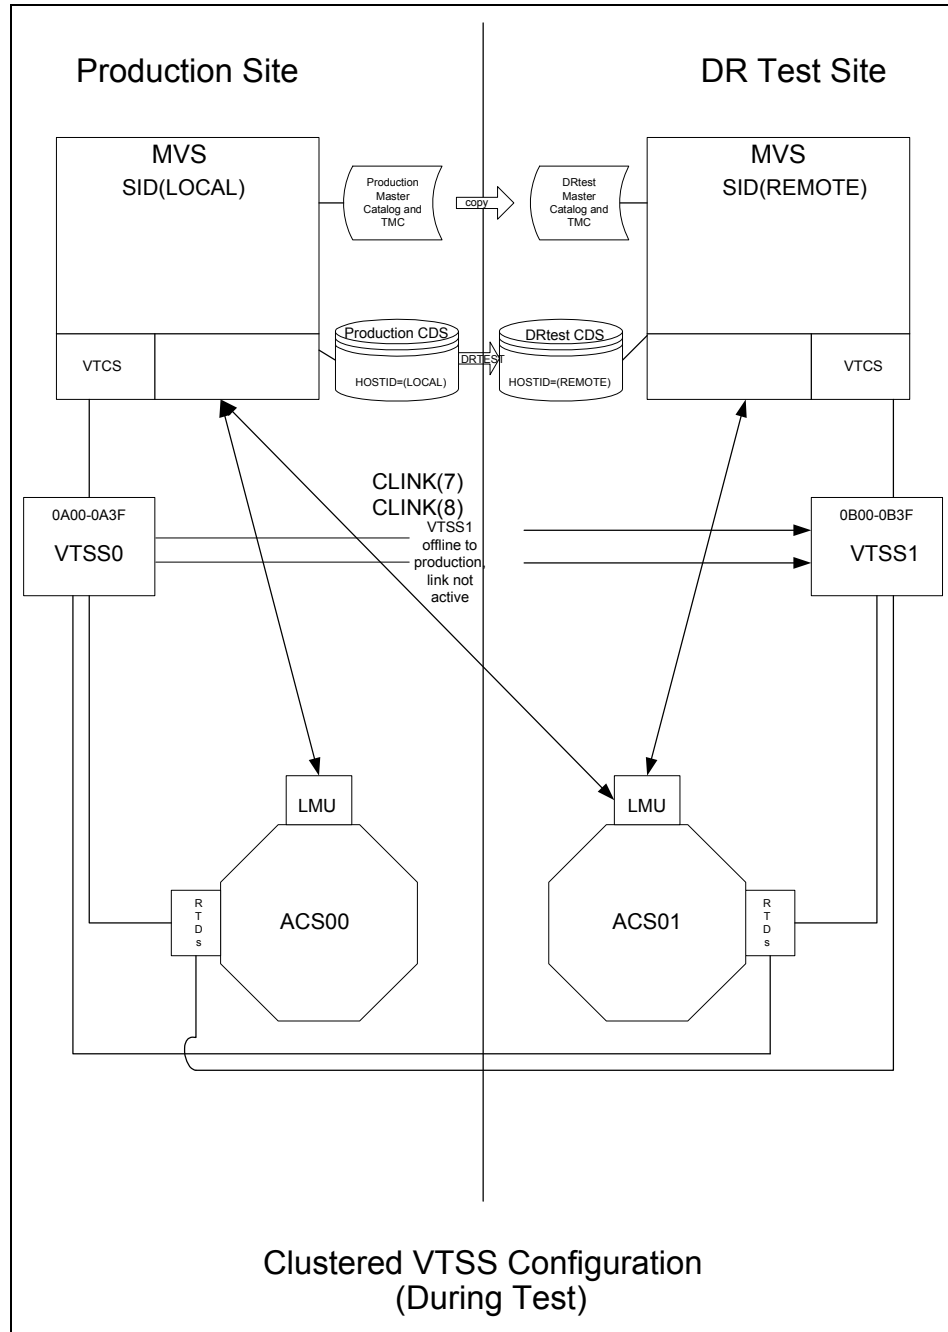 Production Site
DR Test Site
MVS
SID(LOCAL)
Production
Master
Catalog and
TMC
copy
DRtest
Master
Catalog and
TMC
MVS
SID(REMOTE)
VTCS
Production CDS
HOSTID=(LOCAL)
DRTEST
DRtest CDS
HOSTID=(REMOTE)
VTCS
0A00-0A3F
VTSS0
CLINK(7)
CLINK(8)
VTSS1
offline to
production,
link not
active
0B00-0B3F
VTSS1
LMU
LMU
R
T
D
s
ACS00
ACS01
R
T
D
s
Clustered VTSS Configuration
(During Test)